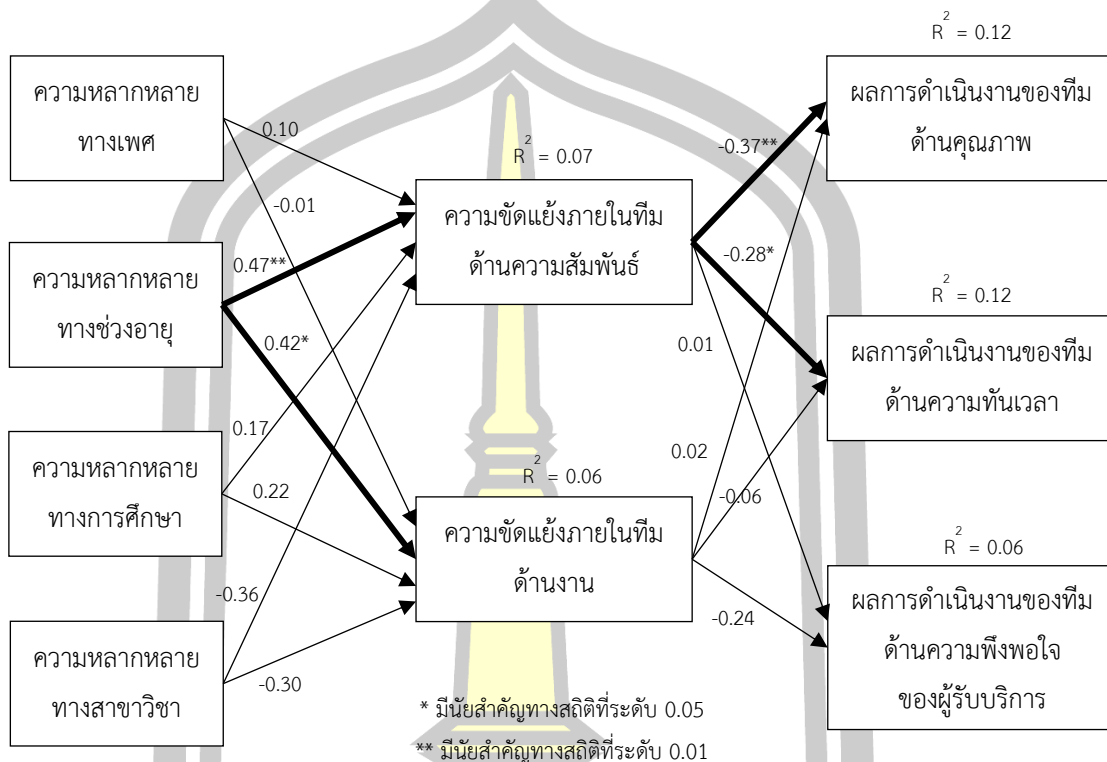 ความหลากหลาย
ทางเพศ
ความหลากหลาย
ทางช่วงอายุ
ความหลากหลาย
ทางการศึกษา
ความหลากหลาย
ทางสาขาวิชา
0.10
-0.01
0.47**
0.42*
0.17
0.22
-0.36
-0.30
R² = 0.07
ความขัดแย้งภายในทีม
ด้านความสัมพันธ์
R² = 0.06
ความขัดแย้งภายในทีม
ด้านงาน
-0.37**
-0.28*
0.01
0.02
-0.06
-0.24
R² = 0.12
ผลการดำเนินงานของทีม
ด้านคุณภาพ
R² = 0.12
ผลการดำเนินงานของทีม
ด้านความทันเวลา
R² = 0.06
ผลการดำเนินงานของทีม
ด้านความพึงพอใจ
ของผู้รับบริการ
* มีนัยสำคัญทางสถิติที่ระดับ 0.05
** มีนัยสำคัญทางสถิติที่ระดับ 0.01